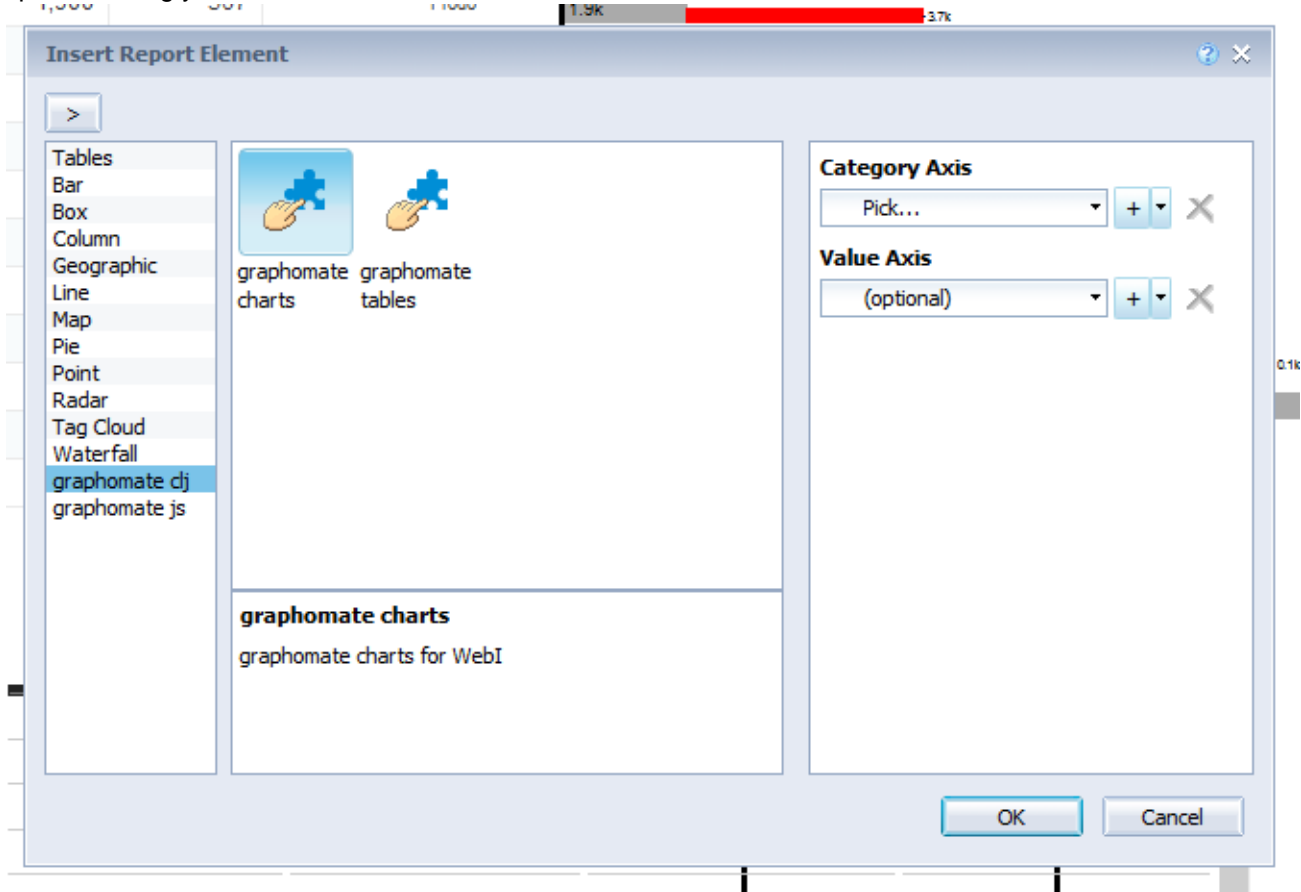 1.9k
3.7k
Insert Report Element
?
>
Tables
Bar
Box
Column
Geographic
Line
Map
Pie
Point
Radar
Tag Cloud
Waterfall
graphomate clj
graphomate js
graphomate charts
graphomate tables
graphomate charts
graphomate charts for WebI
Category Axis
Pick...
+
Value Axis
(optional)
+
0.1k
OK
Cancel